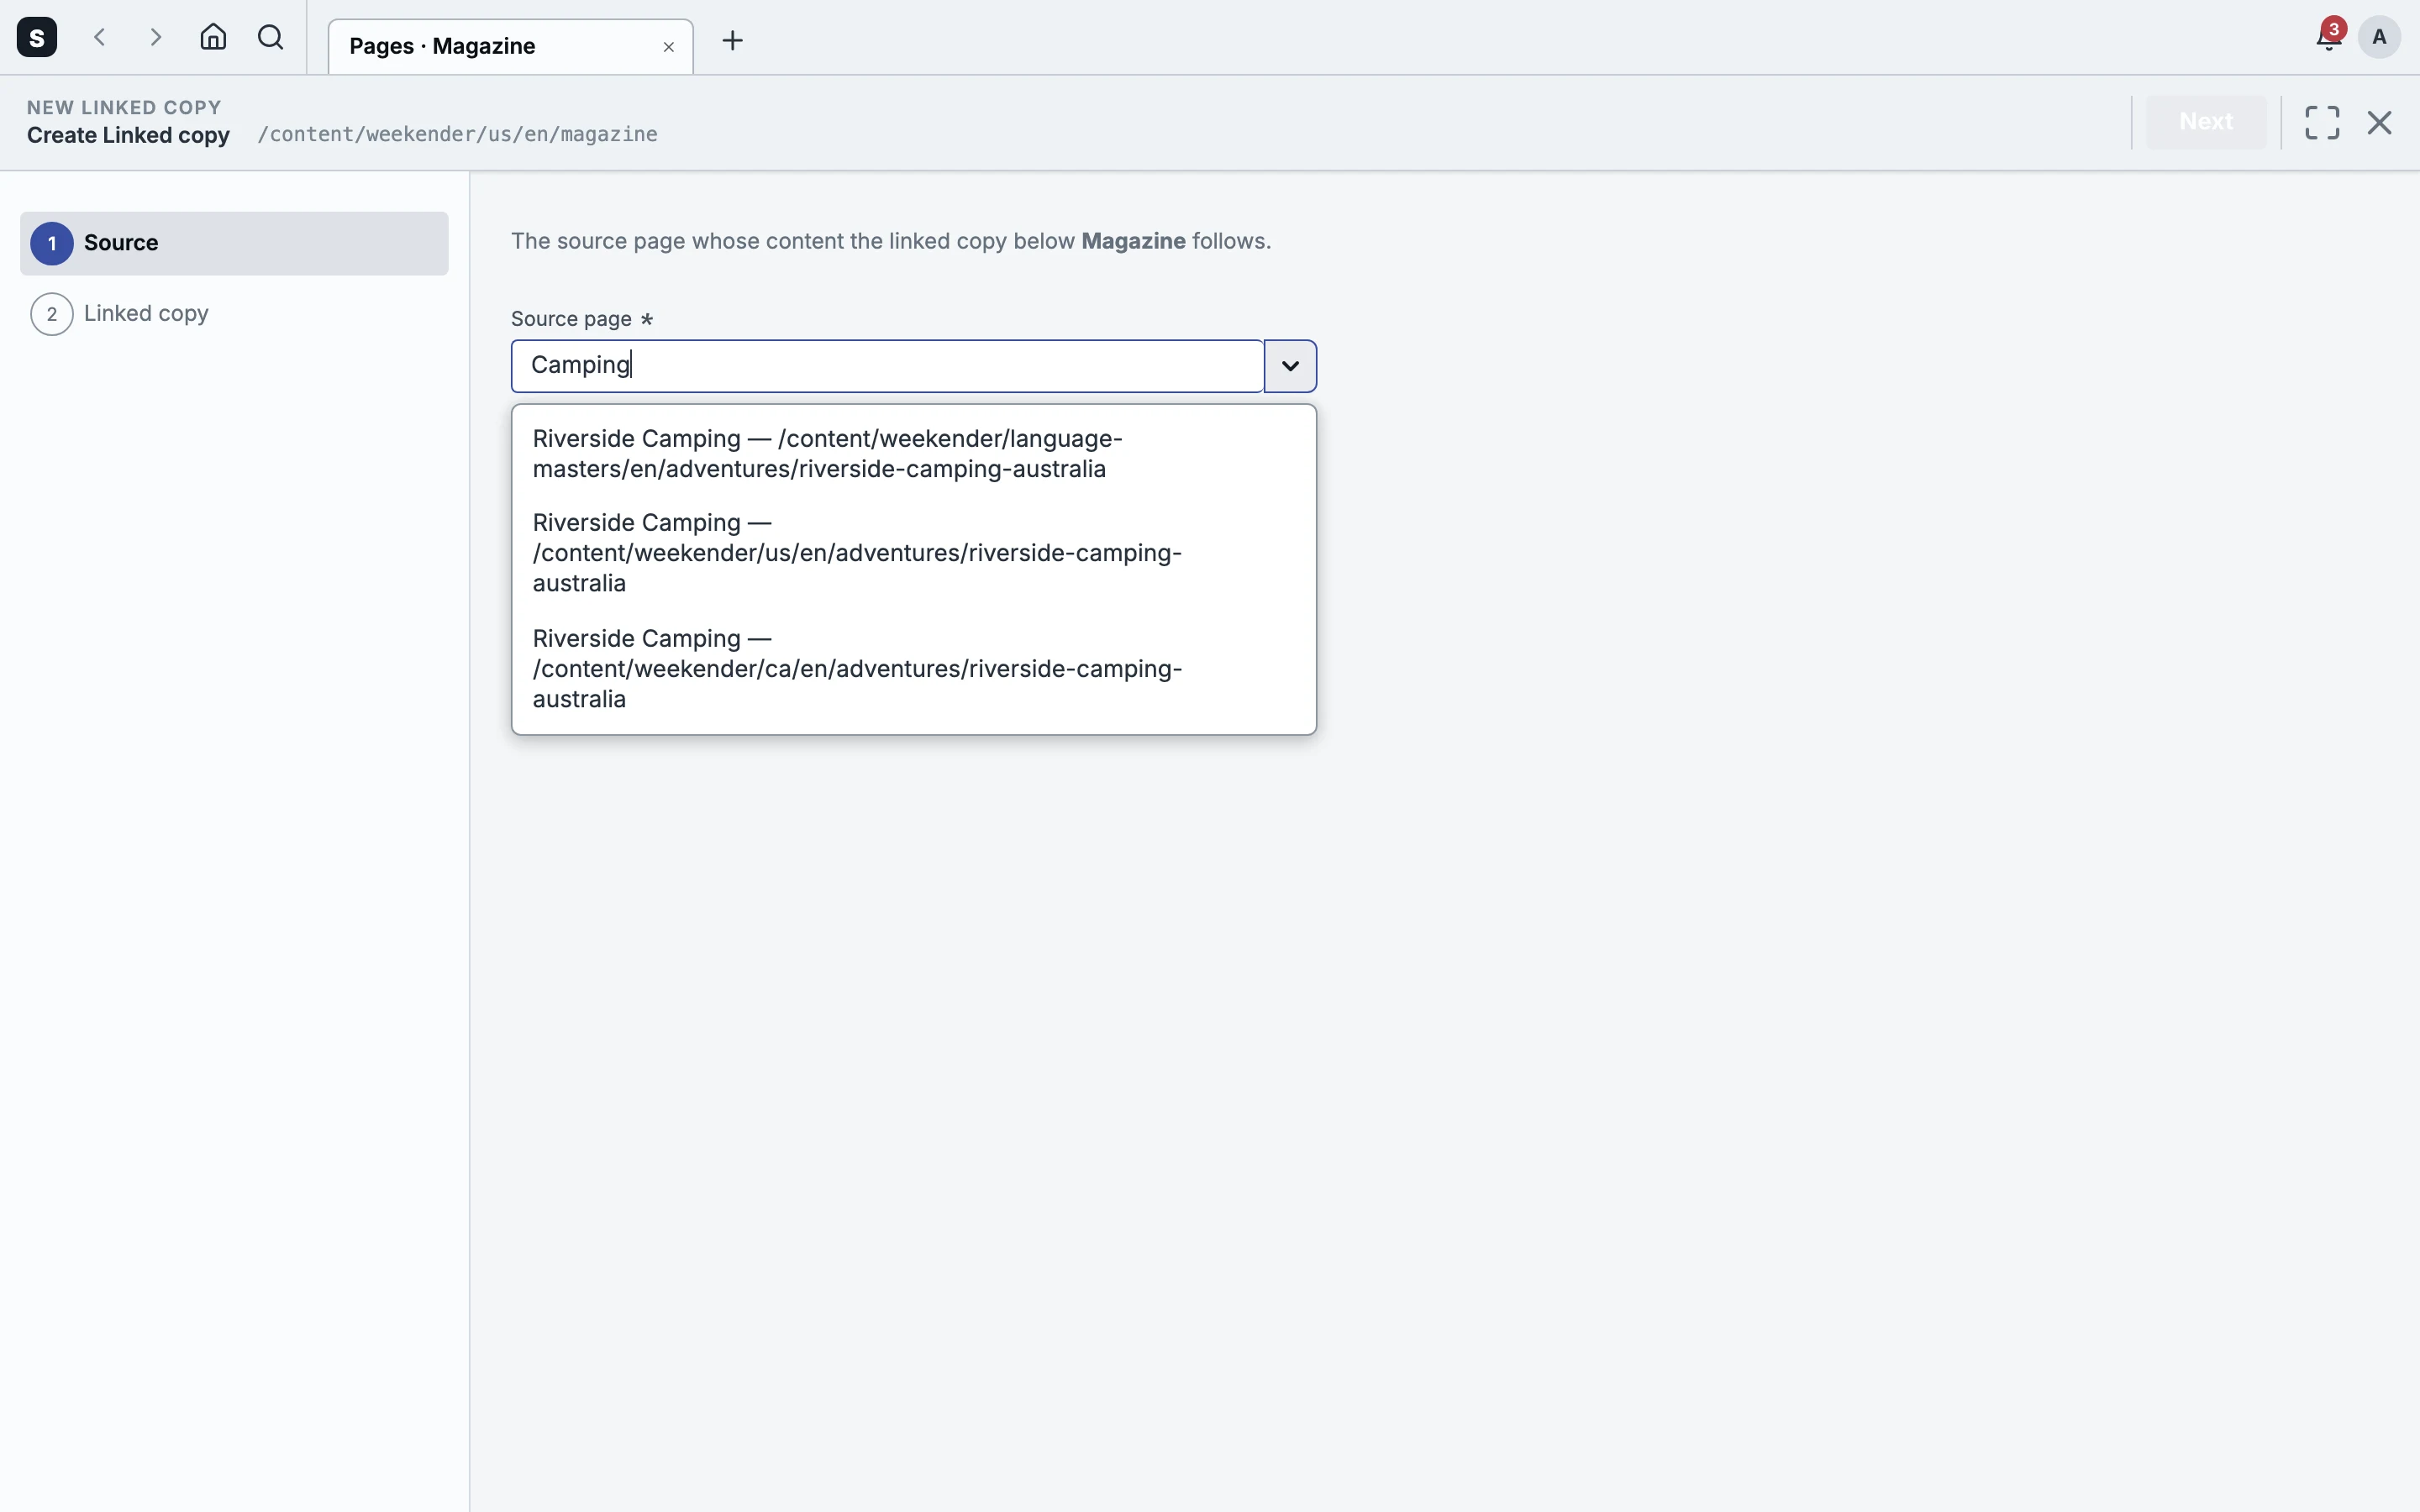 S
Pages · Magazine
3
A
NEW LINKED COPY
Create Linked copy /content/weekender/us/en/magazine
Next
1 Source
2 Linked copy
The source page whose content the linked copy below Magazine follows.
Source page *
Camping
Riverside Camping — /content/weekender/language-
masters/en/adventures/riverside-camping-australia
Riverside Camping —
/content/weekender/us/en/adventures/riverside-camping-
australia
Riverside Camping —
/content/weekender/ca/en/adventures/riverside-camping-
australia